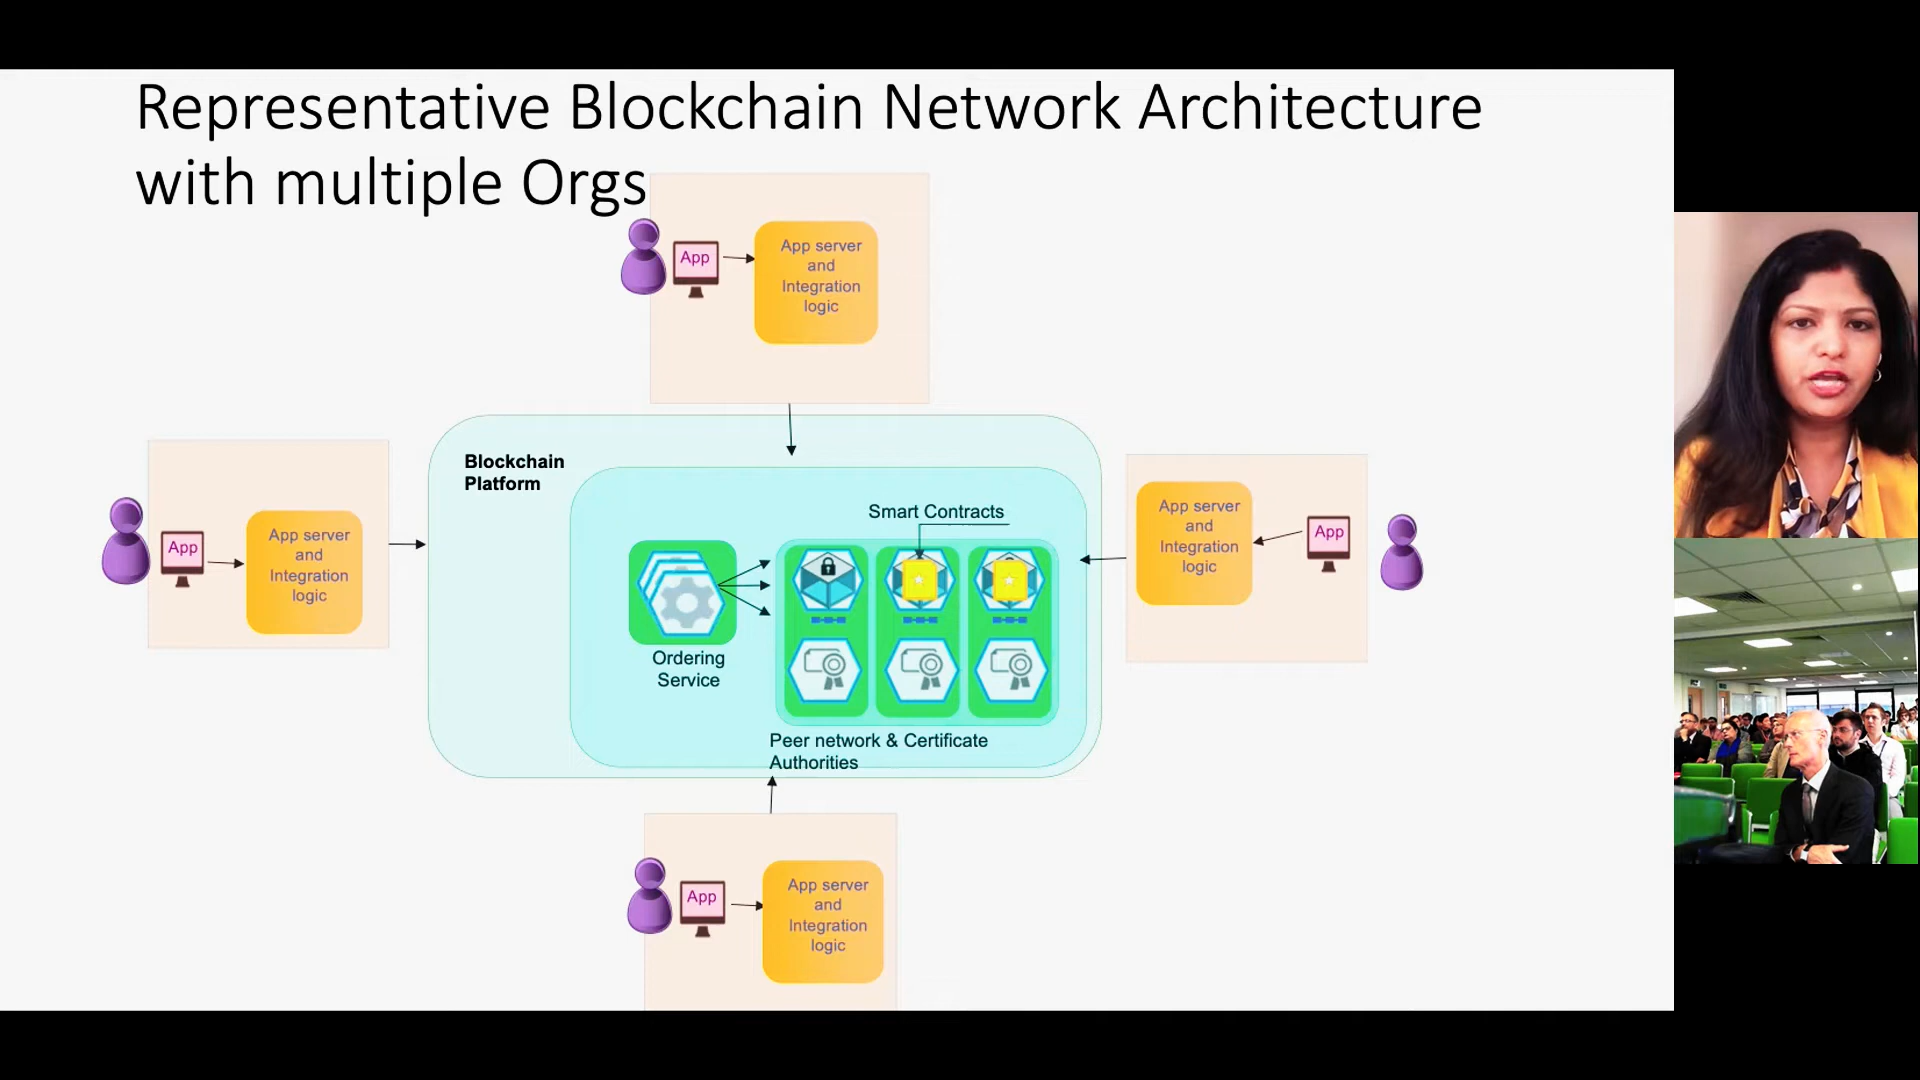 Representative Blockchain Network Architecture
with multiple Orgs
App
App server
and
Integration
logic
Blockchain
Platform
App
App server
and
Integration
logic
Smart Contracts
Ordering
Service
Peer network & Certificate
Authorities
App server
and
Integration
logic
App
App
App server
and
Integration
logic